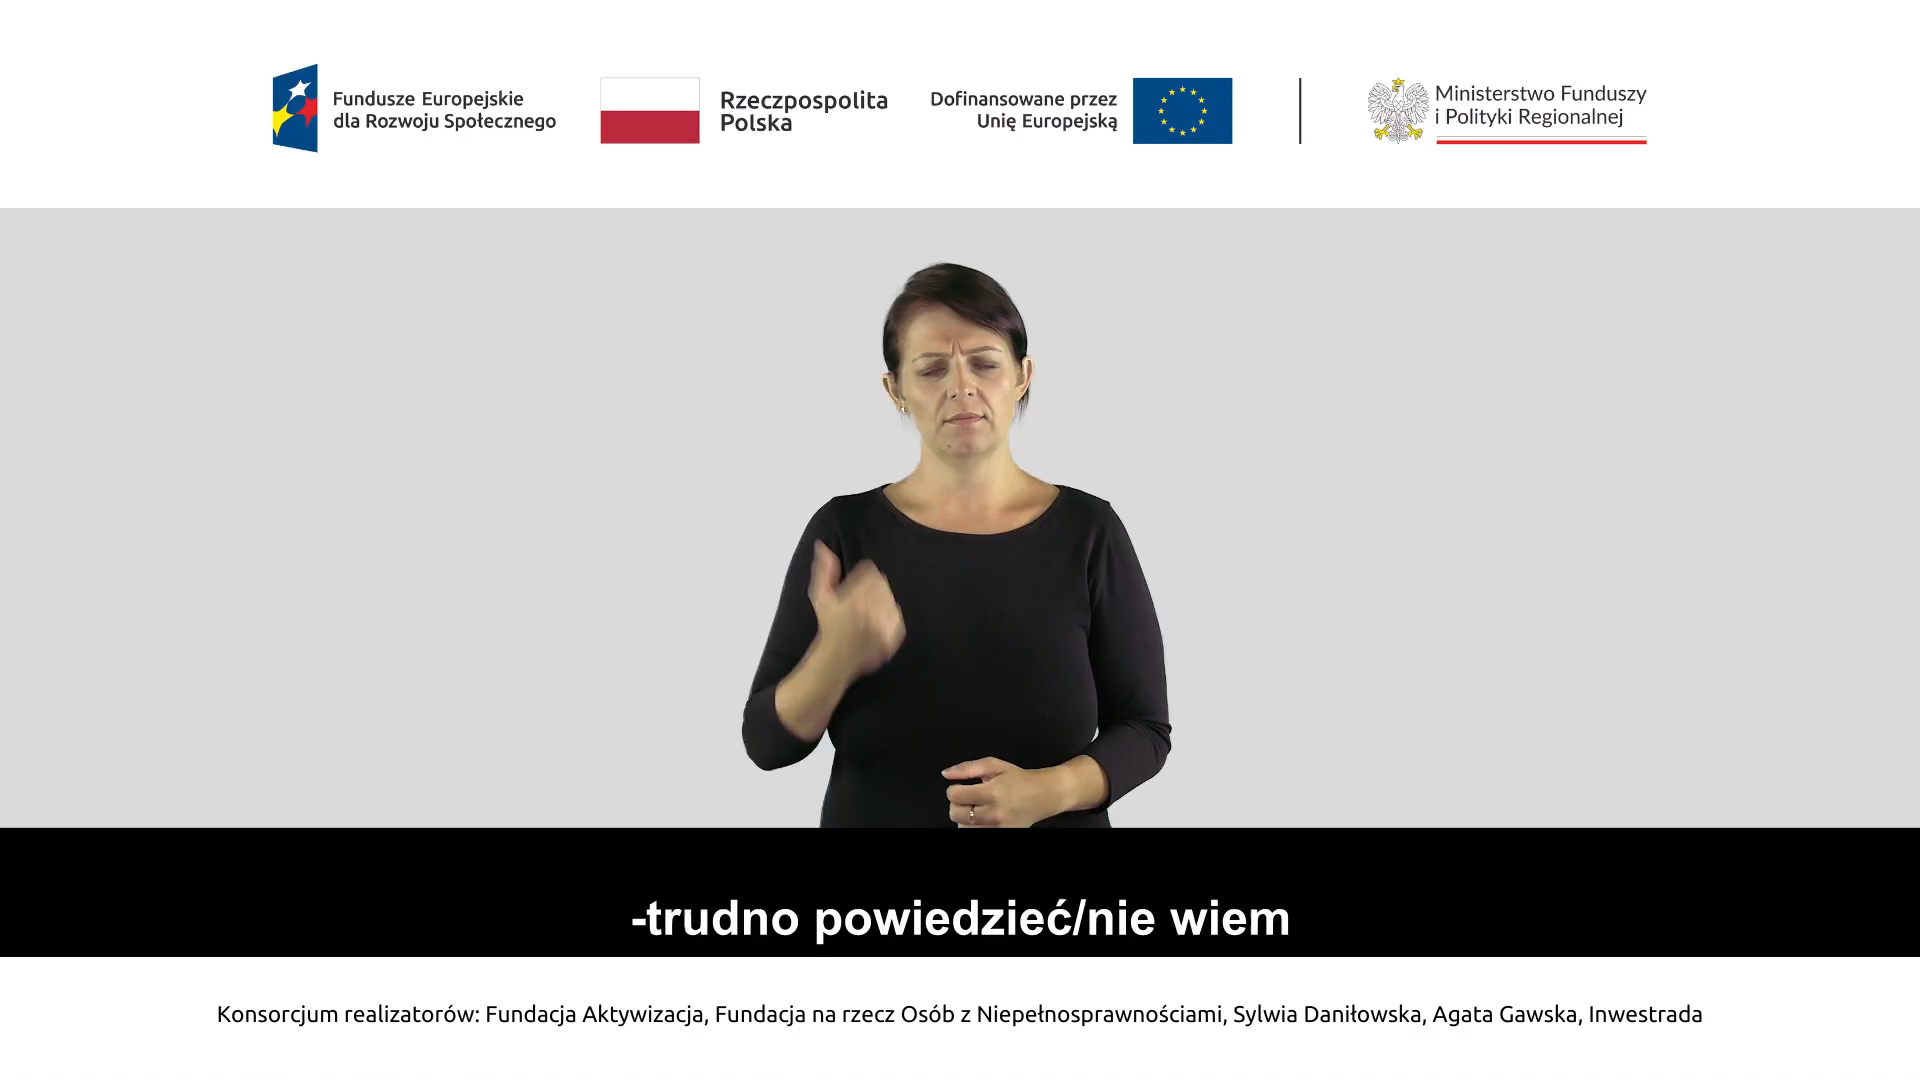 Fundusze Europejskie
dla Rozwoju Społecznego
Rzeczpospolita
Polska
Dofinansowane przez
Unię Europejską
Ministerstwo Funduszy
i Polityki Regionalnej
-trudno powiedzieć/nie wiem
Konsorcjum realizatorów: Fundacja Aktywizacja, Fundacja na rzecz Osób z Niepełnosprawnościami, Sylwia Daniłowska, Agata Gawska, Inwestrada